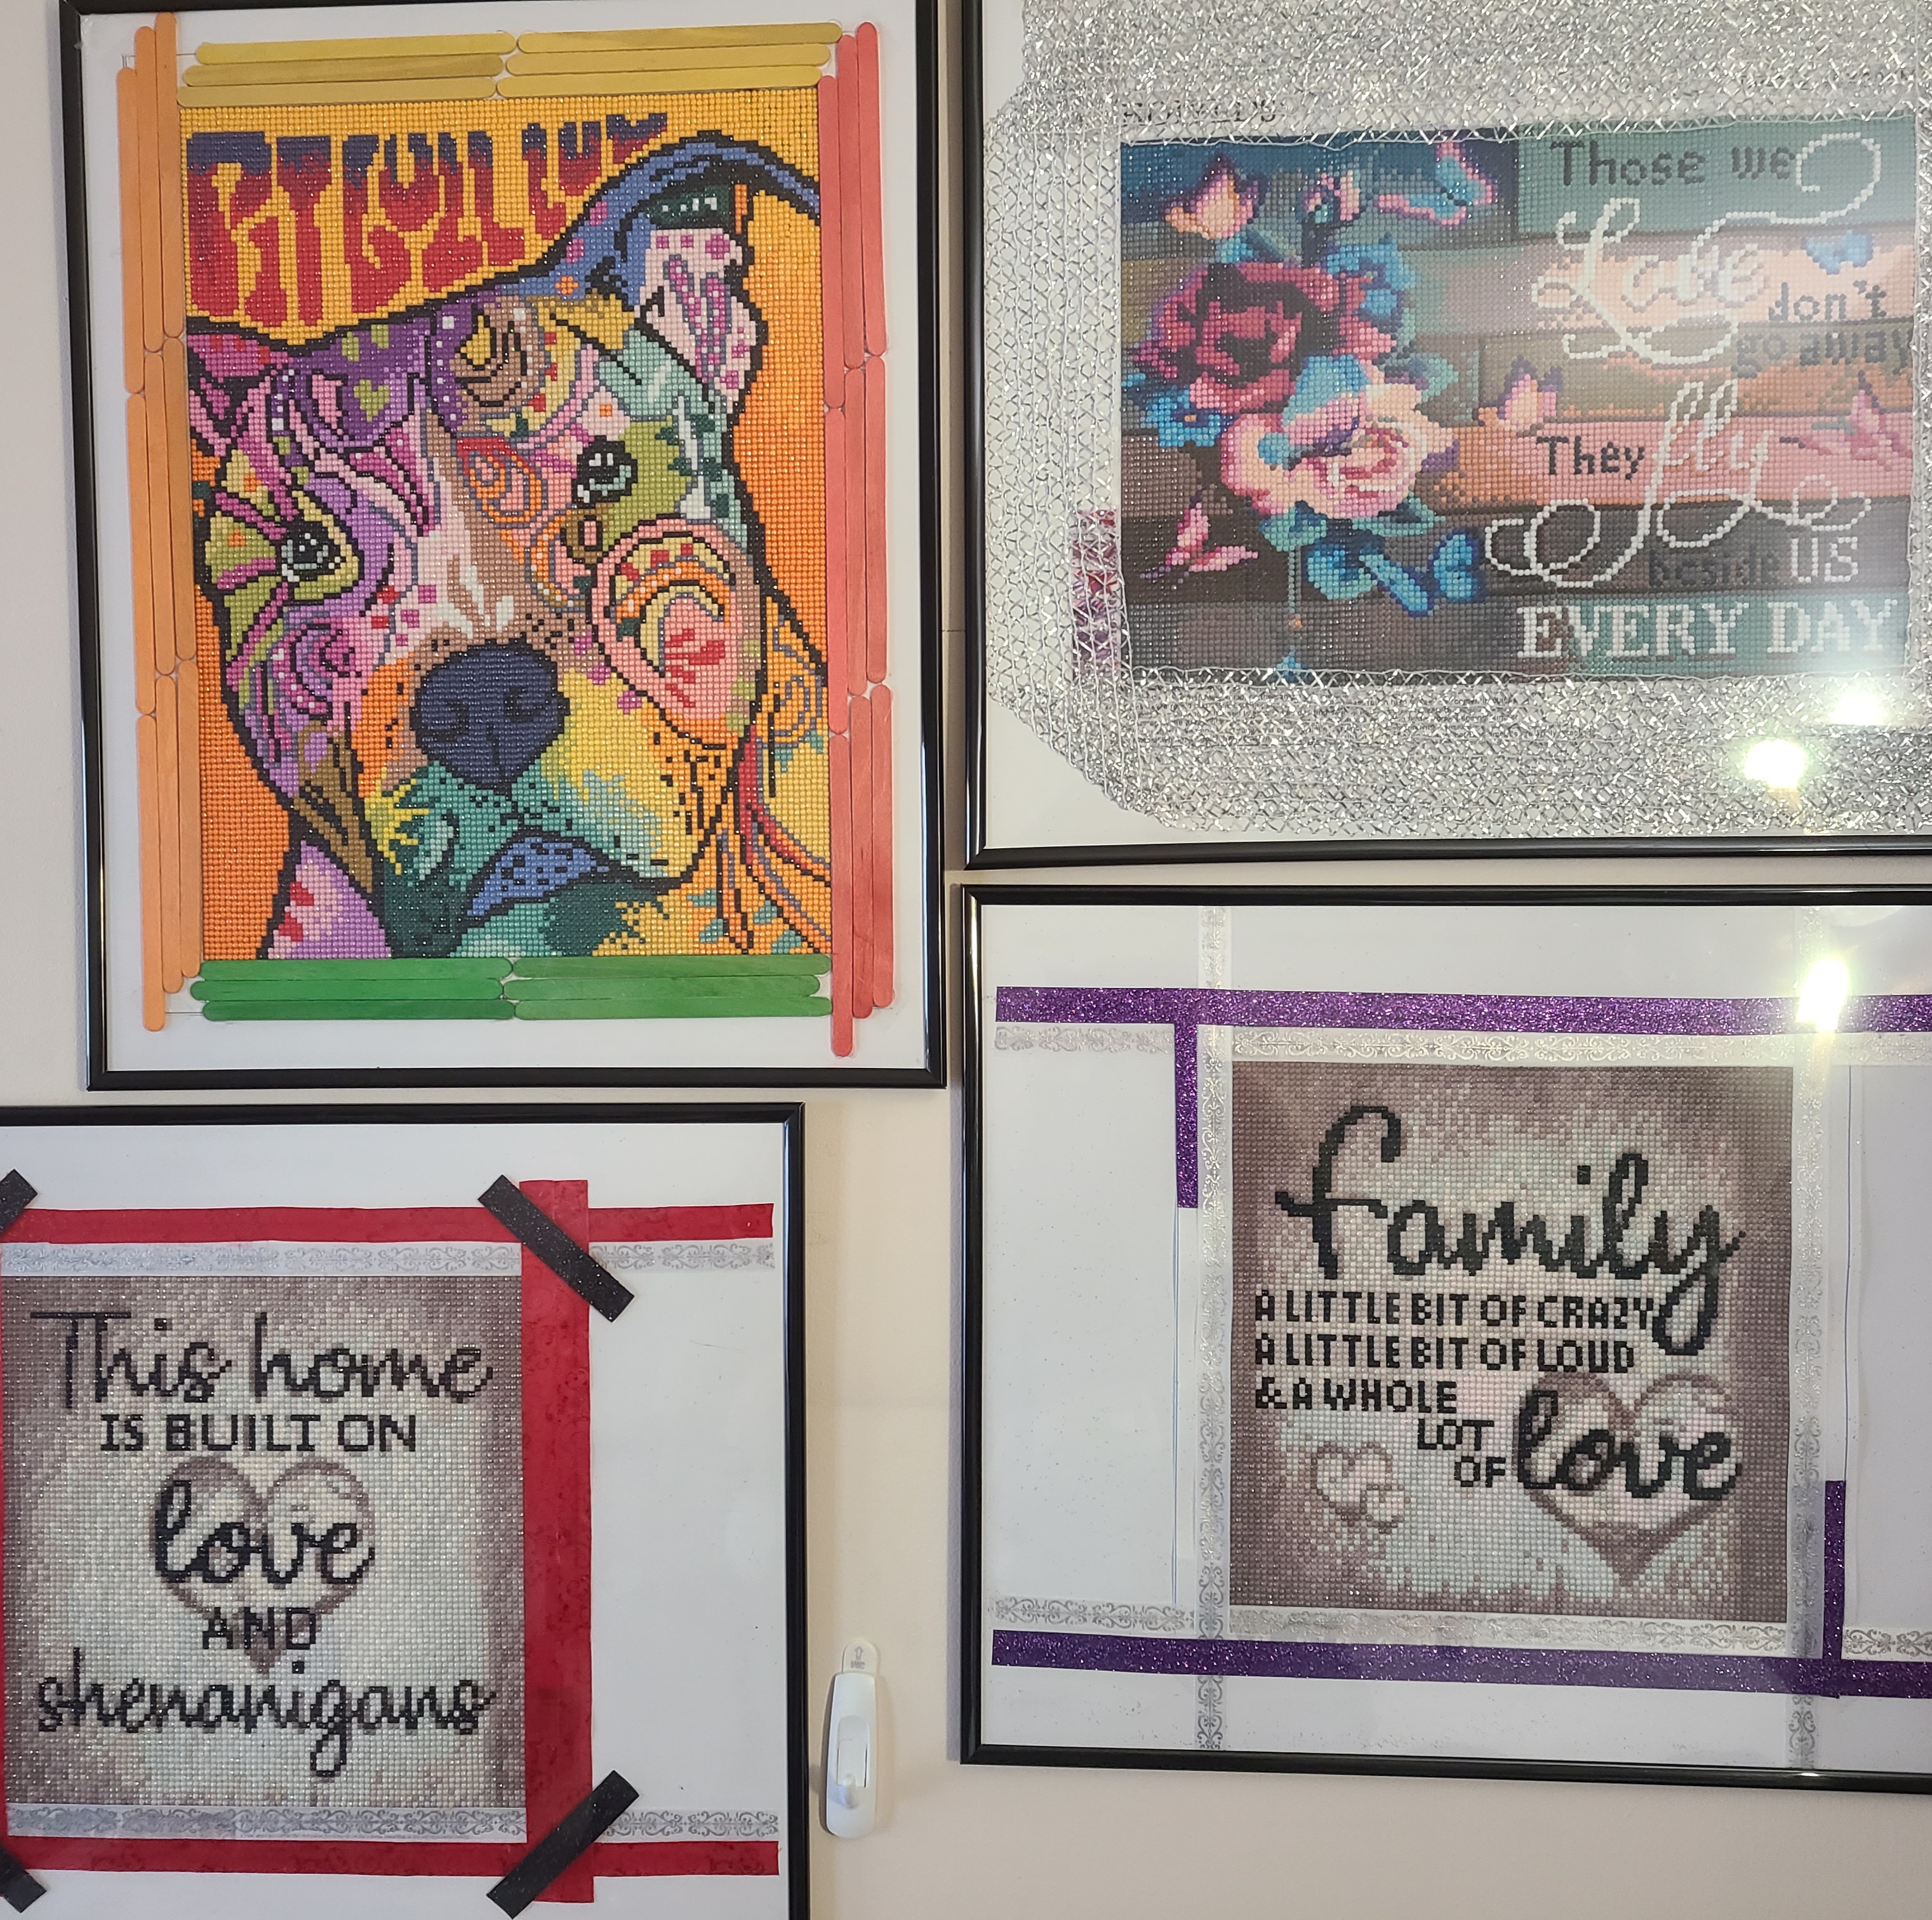 Those we
Love
don't
go away
They fly
beside US
EVERY DAY
This home
IS BUILT ON
love
AND
shenanigans
family
A LITTLE BIT OF CRAZY
A LITTLE BIT OF LOUD
& A WHOLE
LOT
OF love